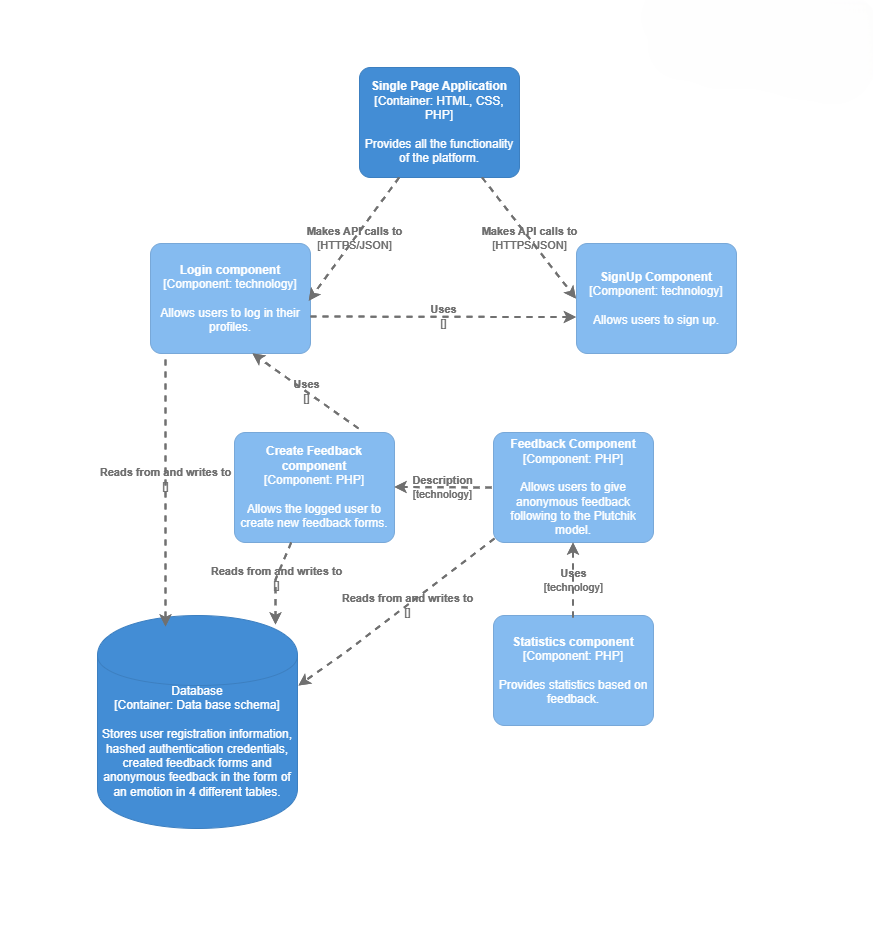 Single Page Application
[Container: HTML, CSS,
PHP]
Provides all the functionality
of the platform.
Makes API calls to
[HTTPS/JSON]
Makes API calls to
[HTTPS/JSON]
Login component
[Component: technology]
Allows users to log in their
profiles.
SignUp Component
[Component: technology]
Allows users to sign up.
Uses
[]
Uses
[]
Reads from and writes to
[]
Create Feedback
component
[Component: PHP]
Allows the logged user to
create new feedback forms.
Description
[technology]
Feedback Component
[Component: PHP]
Allows users to give
anonymous feedback
following to the Plutchik
model.
Reads from and writes to
[]
Reads from and writes to
[]
Uses
[technology]
Statistics component
[Component: PHP]
Provides statistics based on
feedback.
Database
[Container: Data base schema]
Stores user registration information,
hashed authentication credentials,
created feedback forms and
anonymous feedback in the form of
an emotion in 4 different tables.